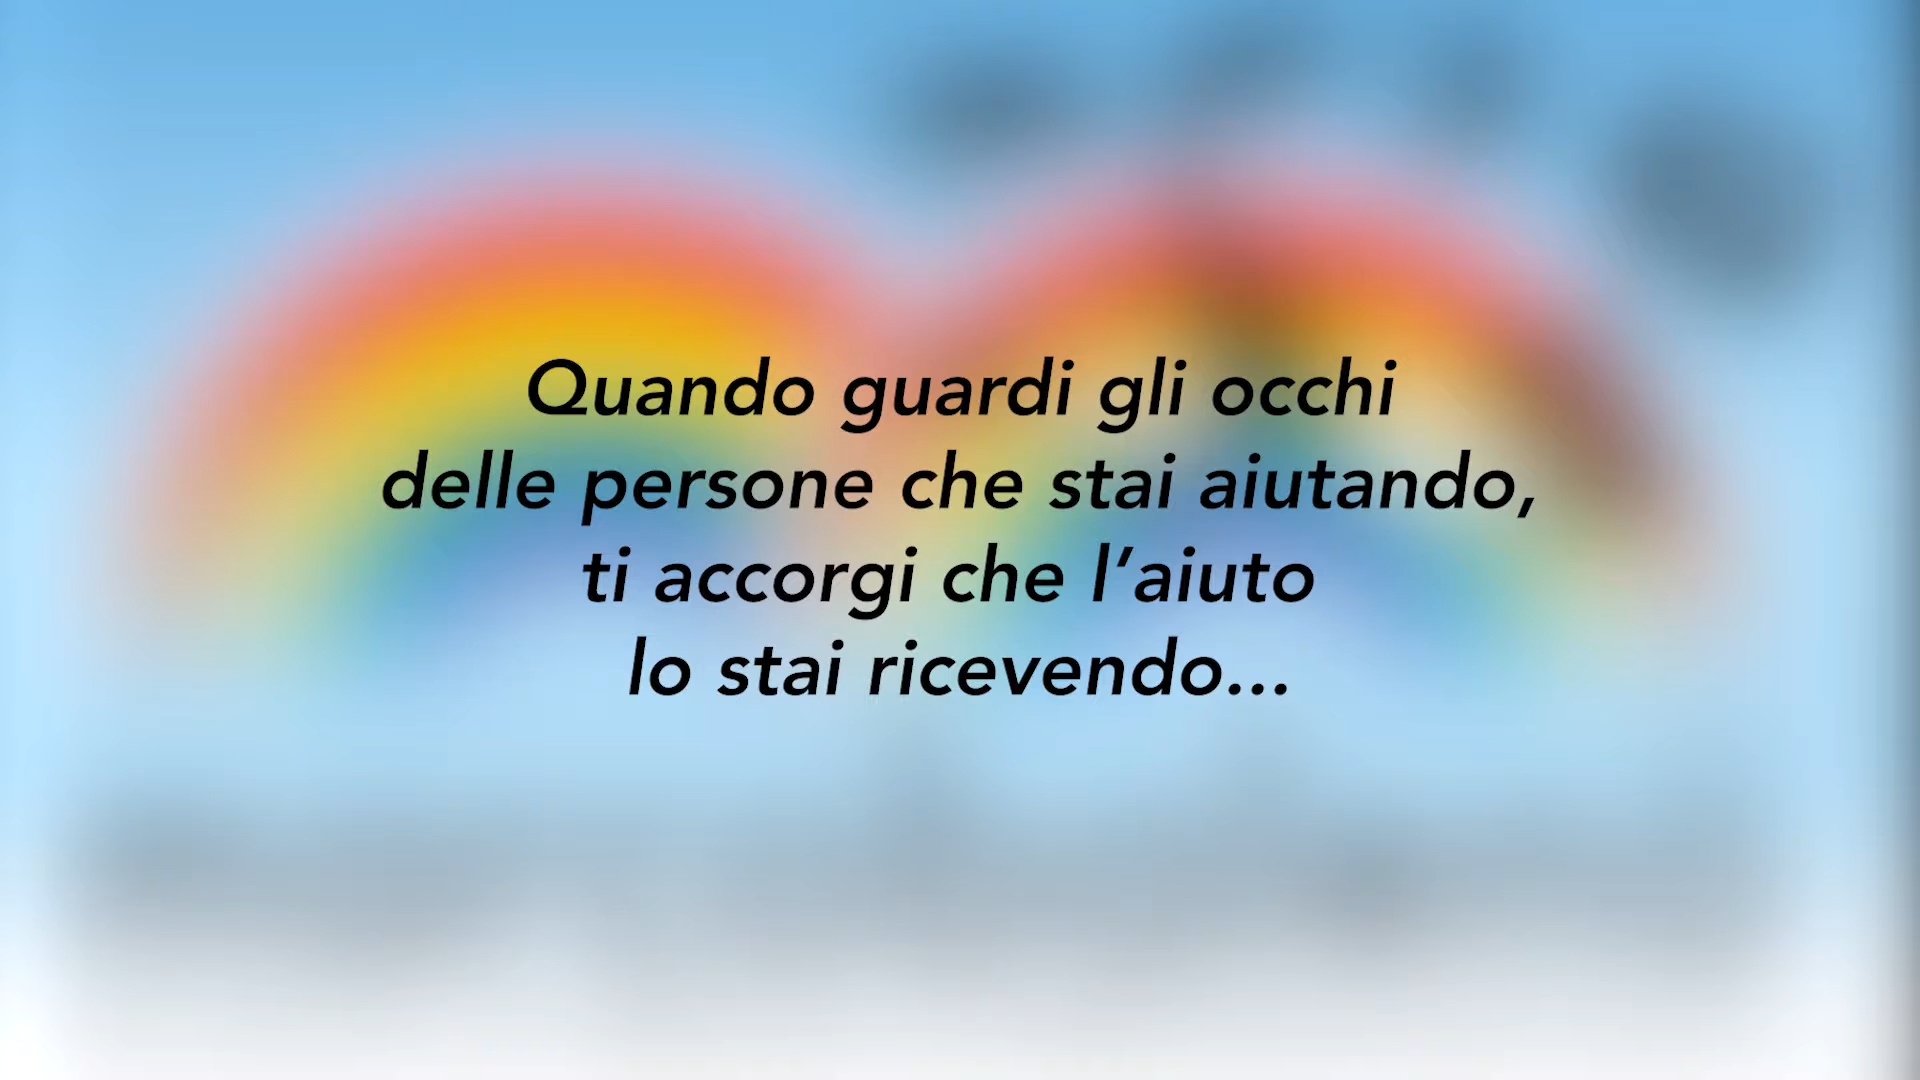 Quando guardi gli occhi
delle persone che stai aiutando,
ti accorgi che l’aiuto
lo stai ricevendo...